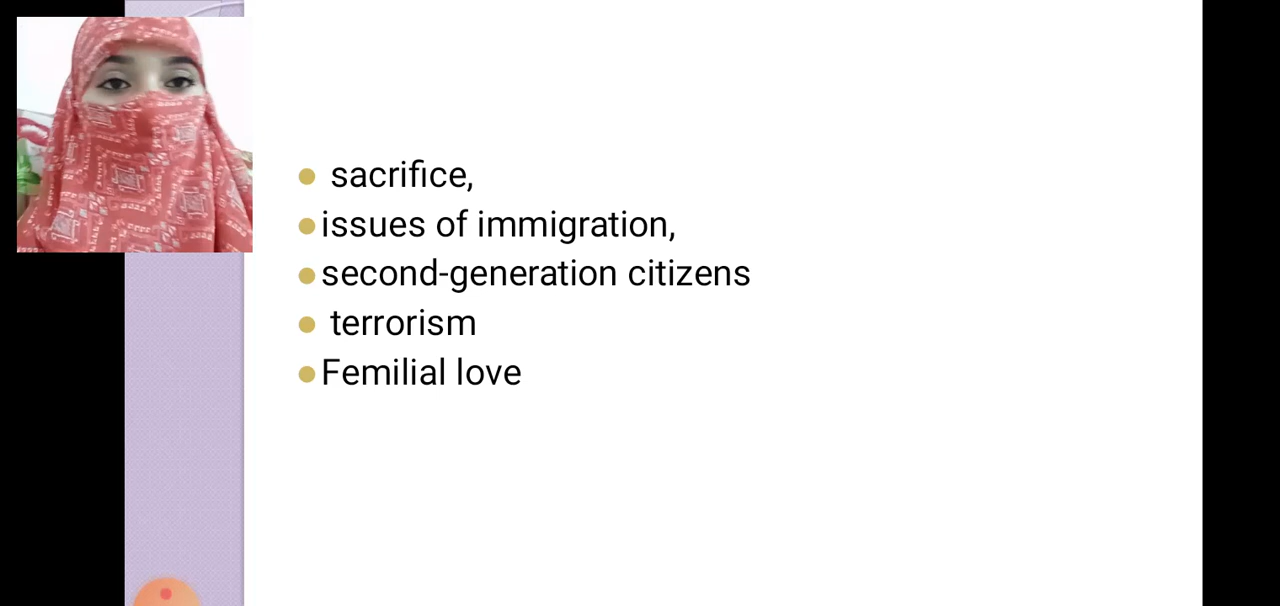 sacrifice,
issues of immigration,
second-generation citizens
terrorism
Femilial love